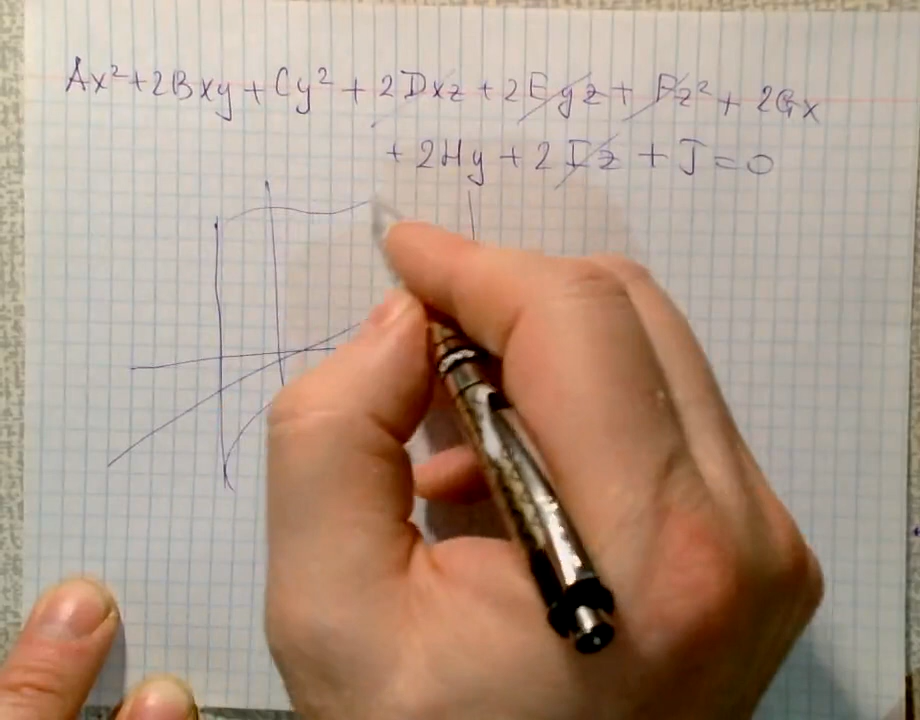 Ax² + 2Bxy + Cy² + 2Dxz + 2Eyz + Fz² + 2Gx
+ 2Hy + 2Iz + J = 0